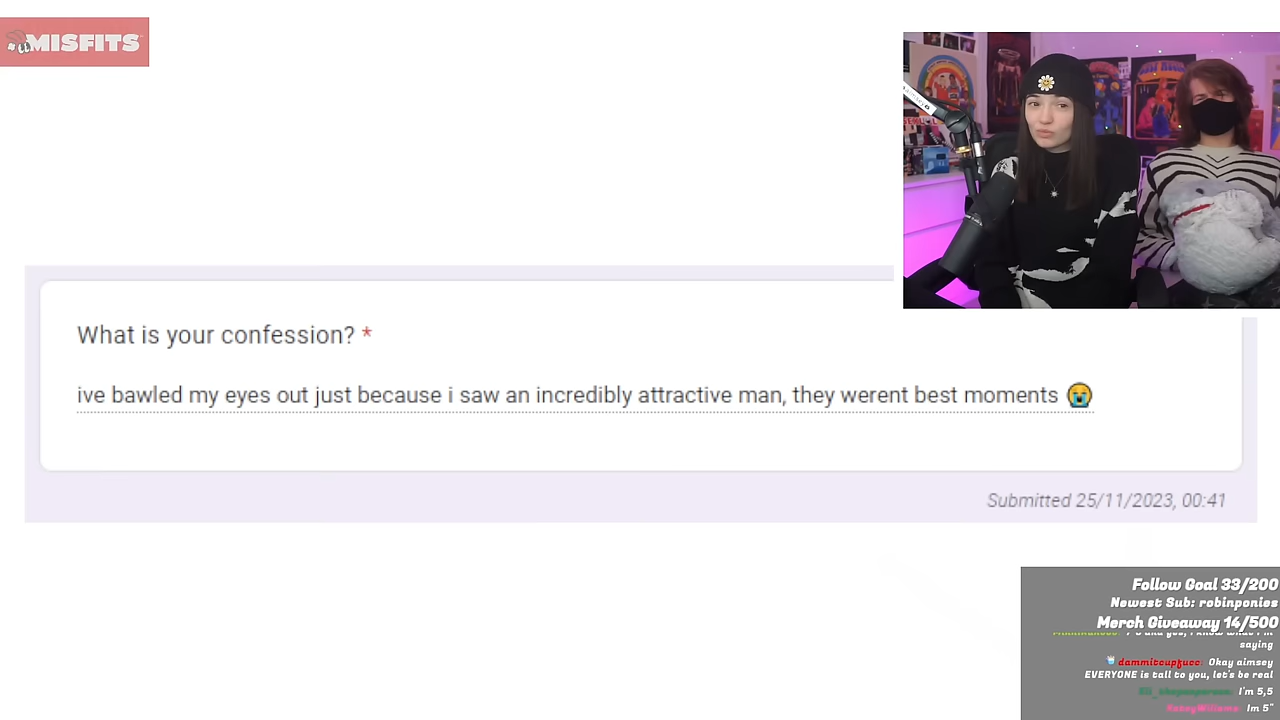 MISFITS
What is your confession? *
ive bawled my eyes out just because i saw an incredibly attractive man, they werent best moments 😭
Submitted 25/11/2023, 00:41
Follow Goal 33/200
Newest Sub: robinponies
Merch Giveaway 14/500
saying
dammitcupfucc: Okay aimsey
EVERYONE is tall to you, let's be real
I'm 5,5
Im 5"